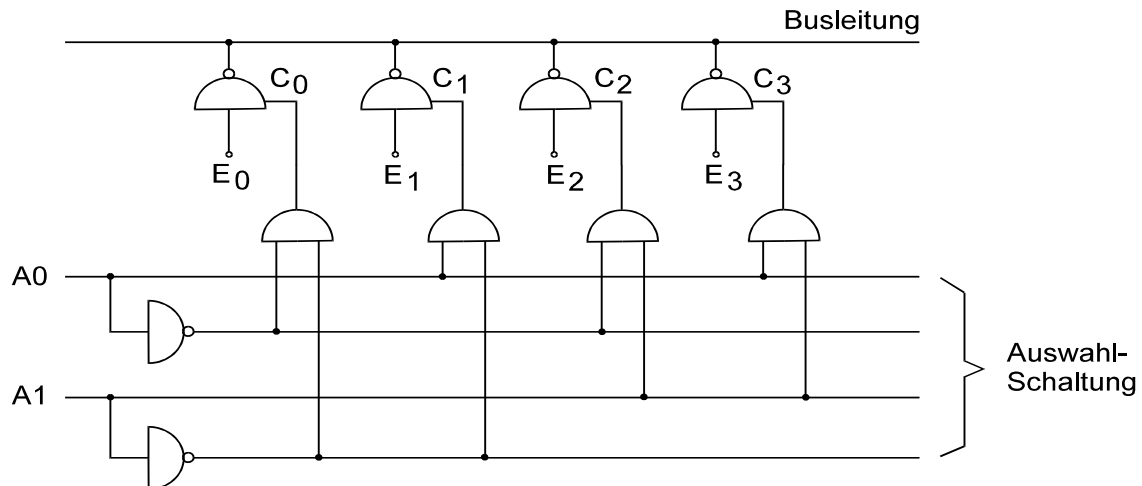 Busleitung
C0 C1 C2 C3
E0 E1 E2 E3
A0
A1
Auswahl-
Schaltung